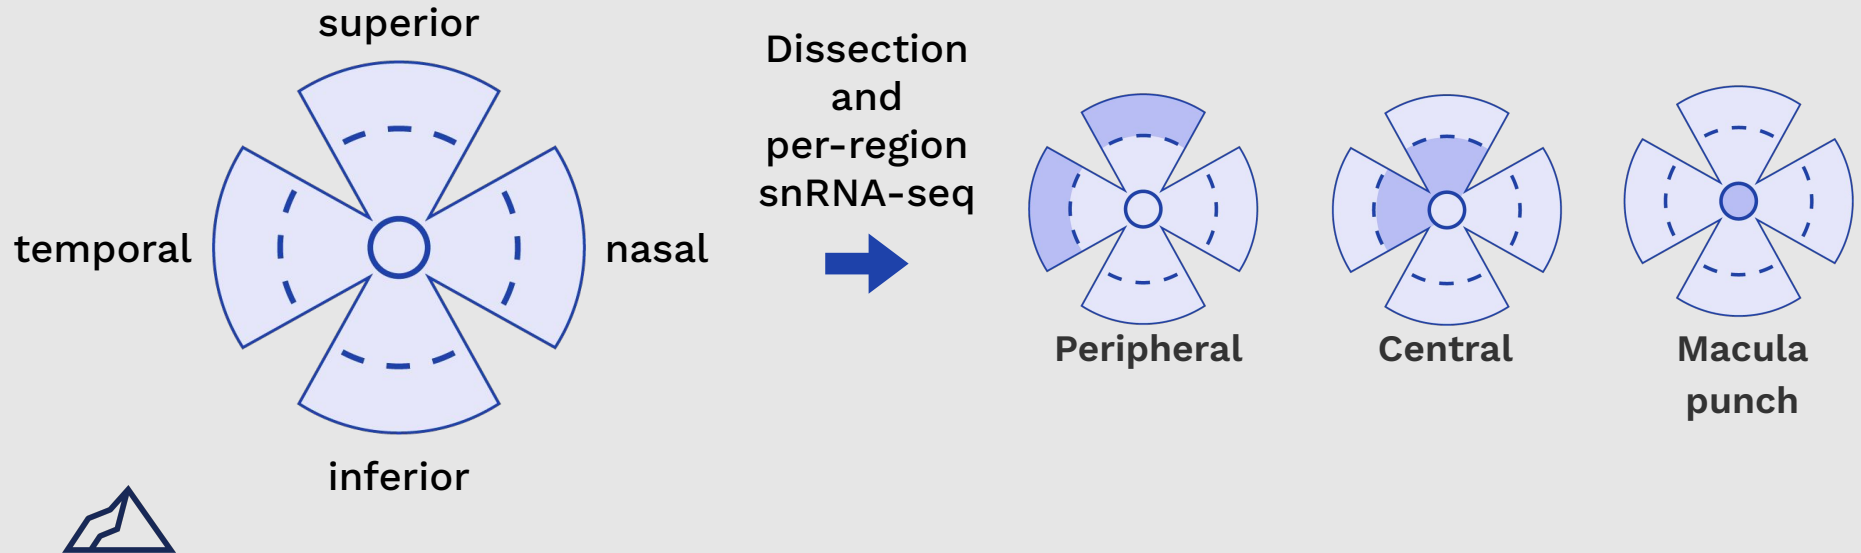 superior
temporal
nasal
inferior
Dissection
and
per-region
snRNA-seq
Peripheral
Central
Macula
punch